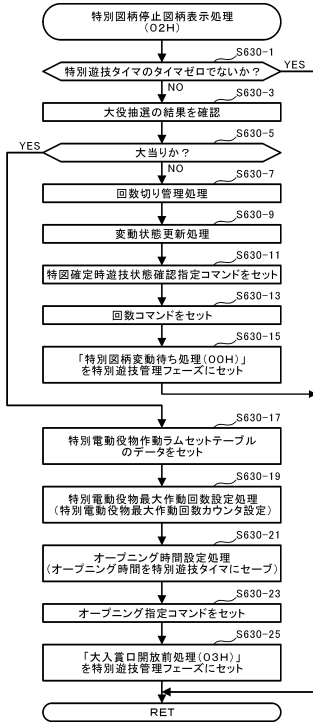 特別図柄停止図柄表示処理
(02H)
S630-1
特別遊技タイマのタイマゼロでないか?
YES
NO
S630-3
大役抽選の結果を確認
S630-5
YES
大当りか?
NO
S630-7
回数切り管理処理
S630-9
変動状態更新処理
S630-11
特図確定時遊技状態確認指定コマンドをセット
S630-13
回数コマンドをセット
S630-15
「特別図柄変動待ち処理(00H)」
を特別遊技管理フェーズにセット
S630-17
特別電動役物作動ラムセットテーブル
のデータをセット
S630-19
特別電動役物最大作動回数設定処理
(特別電動役物最大作動回数カウンタ設定)
S630-21
オープニング時間設定処理
(オープニング時間を特別遊技タイマにセーブ)
S630-23
オープニング指定コマンドをセット
S630-25
「大入賞口開放前処理(03H)」
を特別遊技管理フェーズにセット
RET